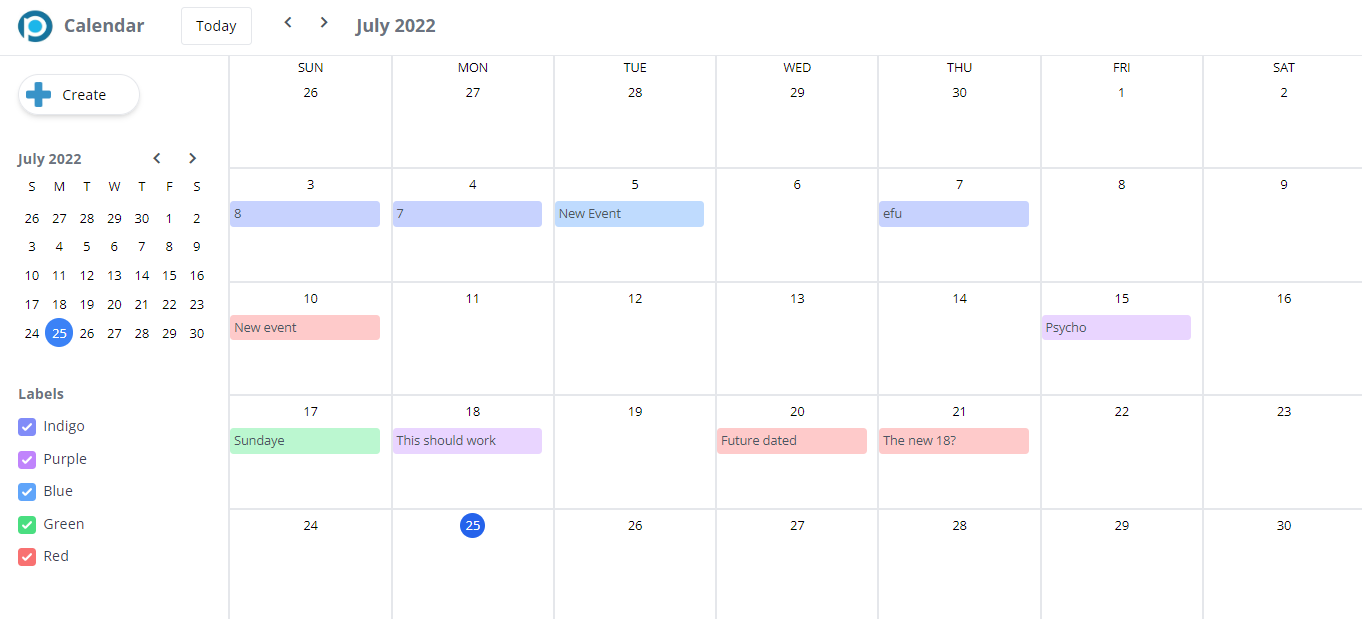 Calendar Today July 2022
Create
July 2022
S M T W T F S
26 27 28 29 30 1 2
3 4 5 6 7 8 9
10 11 12 13 14 15 16
17 18 19 20 21 22 23
24 25 26 27 28 29 30
Labels
Indigo
Purple
Blue
Green
Red
SUN MON TUE WED THU FRI SAT
26 27 28 29 30 1 2
3 4 5 6 7 8 9
8 7 New Event efu
10 11 12 13 14 15 16
New event Psycho
17 18 19 20 21 22 23
Sundaye This should work Future dated The new 18?
24 25 26 27 28 29 30